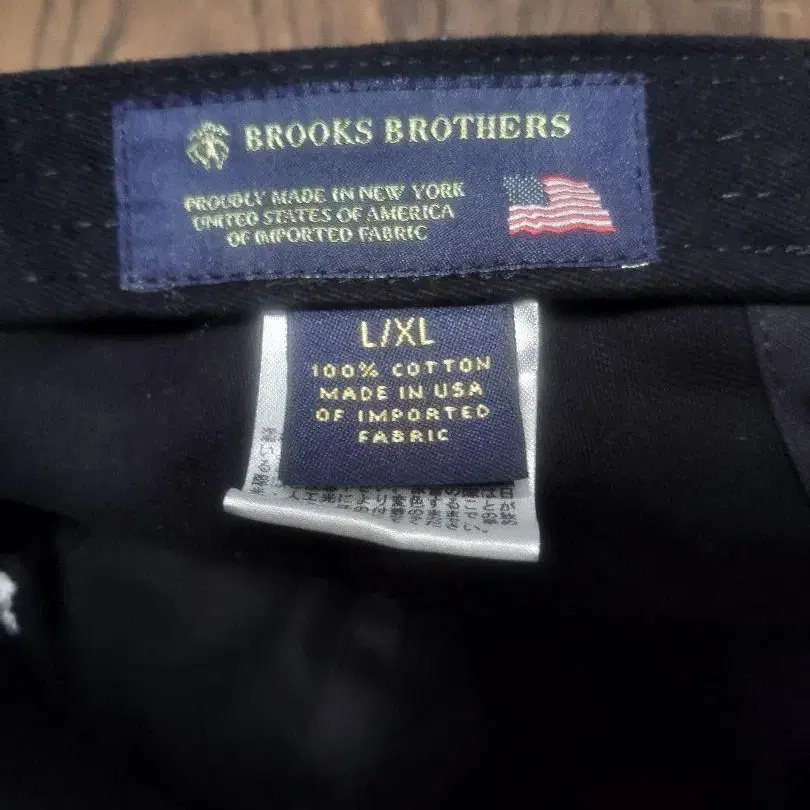 BROOKS BROTHERS
PROUDLY MADE IN NEW YORK
UNITED STATES OF AMERICA
OF IMPORTED FABRIC
L/XL
100% COTTON
MADE IN USA
OF IMPORTED
FABRIC